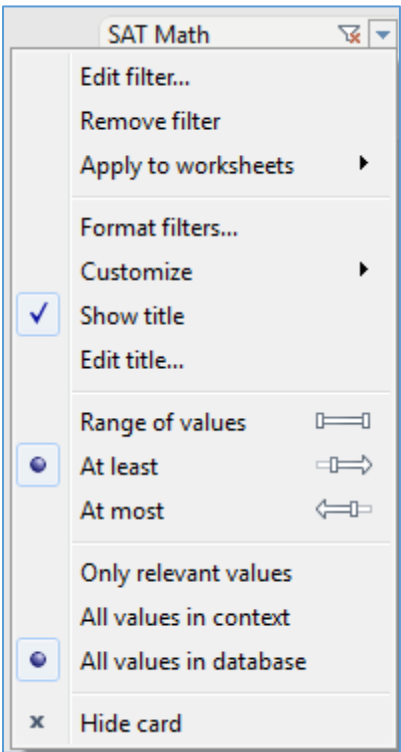 SAT Math
Edit filter...
Remove filter
Apply to worksheets
Format filters...
Customize
Show title
Edit title...
Range of values
At least
At most
Only relevant values
All values in context
All values in database
Hide card